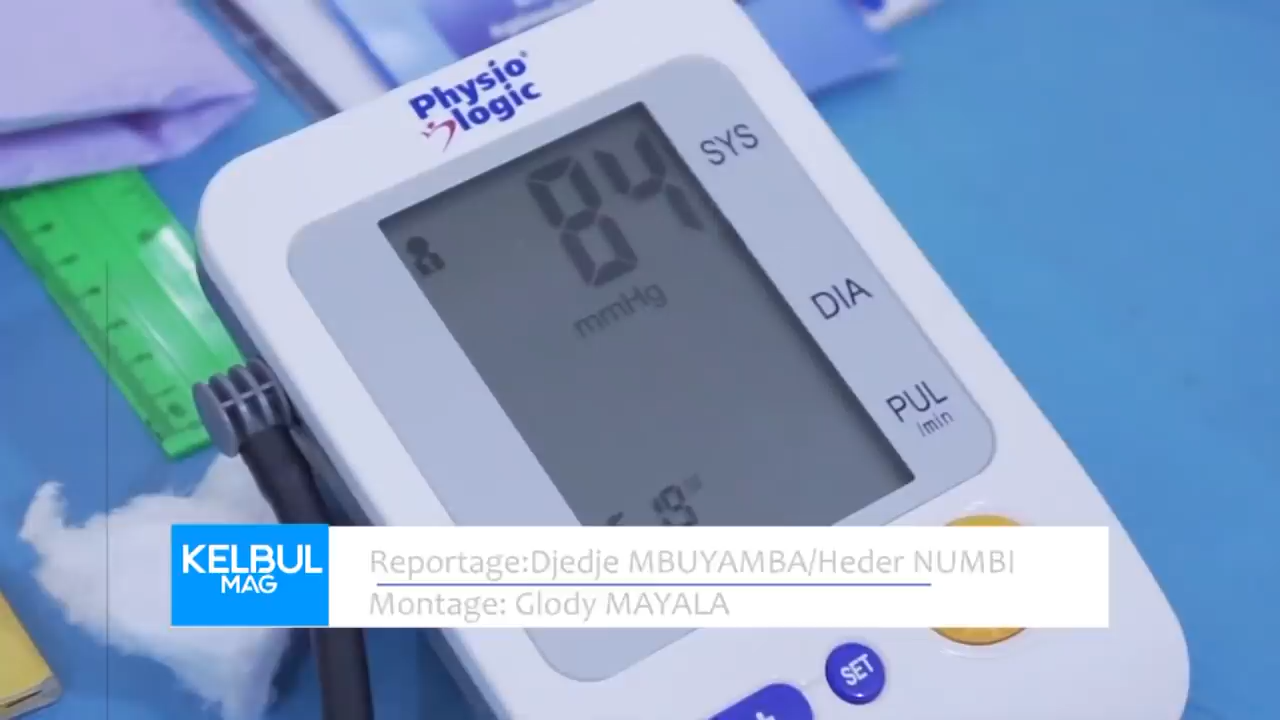 Physio
logic
84
SYS
mmHg
DIA
PUL
/min
KELBUL
MAG
Reportage:Djedje MBUYAMBA/Heder NUMBI
Montage: Glody MAYALA
SET